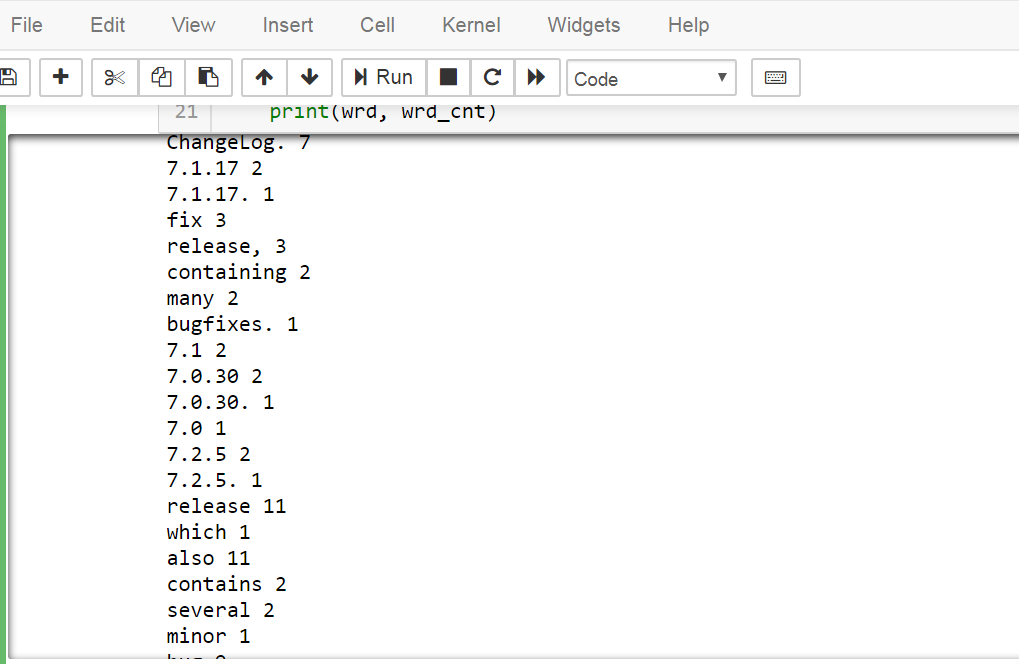 File Edit View Insert Cell Kernel Widgets Help
Run Code
21 print(wrd, wrd_cnt)
ChangeLog. 7
7.1.17 2
7.1.17. 1
fix 3
release, 3
containing 2
many 2
bugfixes. 1
7.1 2
7.0.30 2
7.0.30. 1
7.0 1
7.2.5 2
7.2.5. 1
release 11
which 1
also 11
contains 2
several 2
minor 1